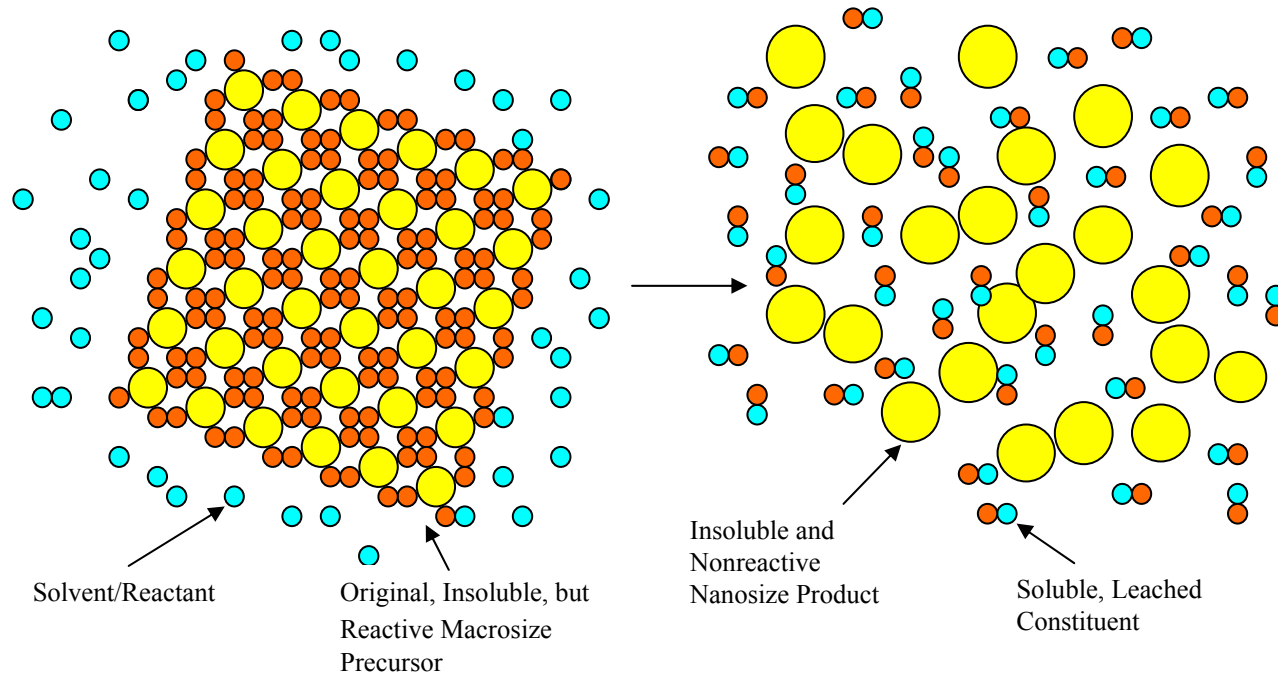 Solvent/Reactant
Original, Insoluble, but
Reactive Macrosize
Precursor
Insoluble and
Nonreactive
Nanosize Product
Soluble, Leached
Constituent